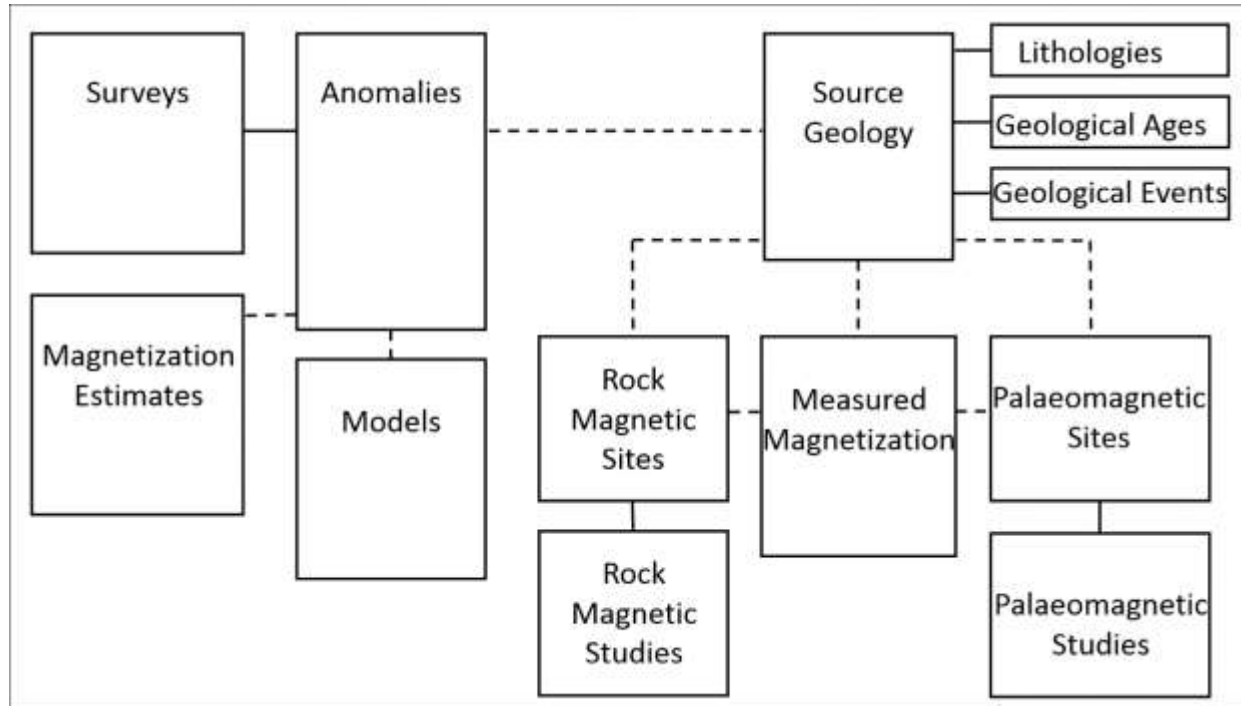 Surveys
Anomalies
Source
Geology
Lithologies
Geological Ages
Geological Events
Magnetization
Estimates
Models
Rock
Magnetic
Sites
Measured
Magnetization
Palaeomagnetic
Sites
Rock
Magnetic
Studies
Palaeomagnetic
Studies